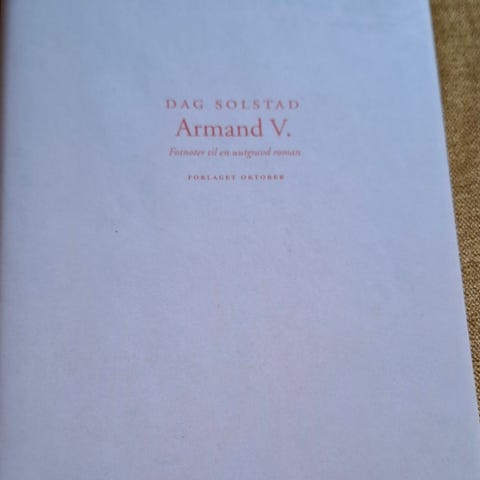 DAG SOLSTAD
Armand V.
Fotnoter til en uutgravd roman
FORLAGET OKTOBER